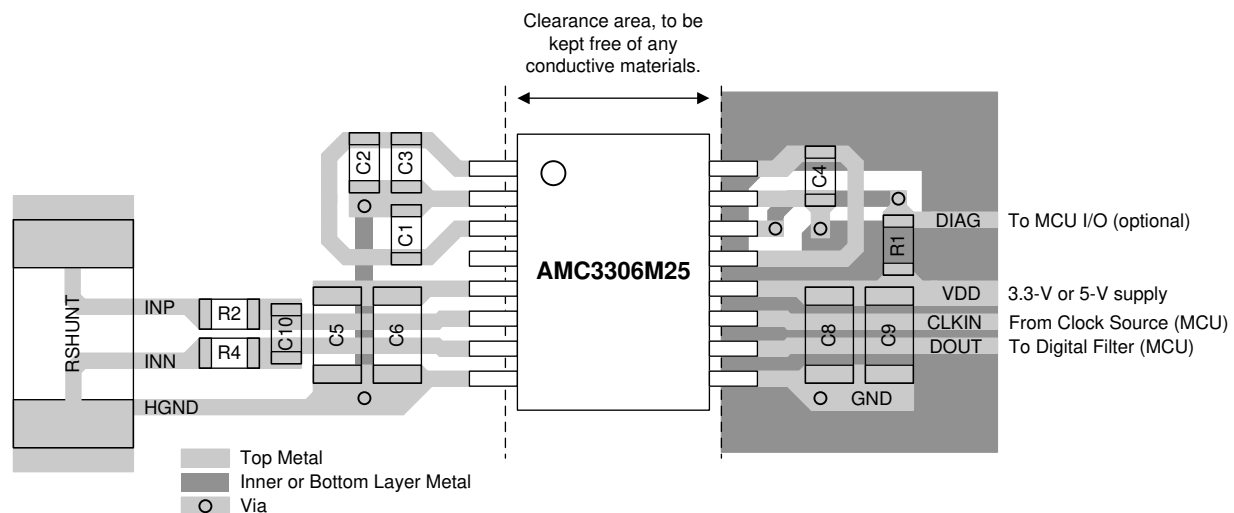 Clearance area, to be
kept free of any
conductive materials.
C2
C3
C4
C1
R1
DIAG
To MCU I/O (optional)
AMC3306M25
RSHUNT
INP
R2
C10
C5
C6
C8
C9
VDD
3.3-V or 5-V supply
CLKIN
From Clock Source (MCU)
INN
R4
DOUT
To Digital Filter (MCU)
HGND
GND
Top Metal
Inner or Bottom Layer Metal
Via